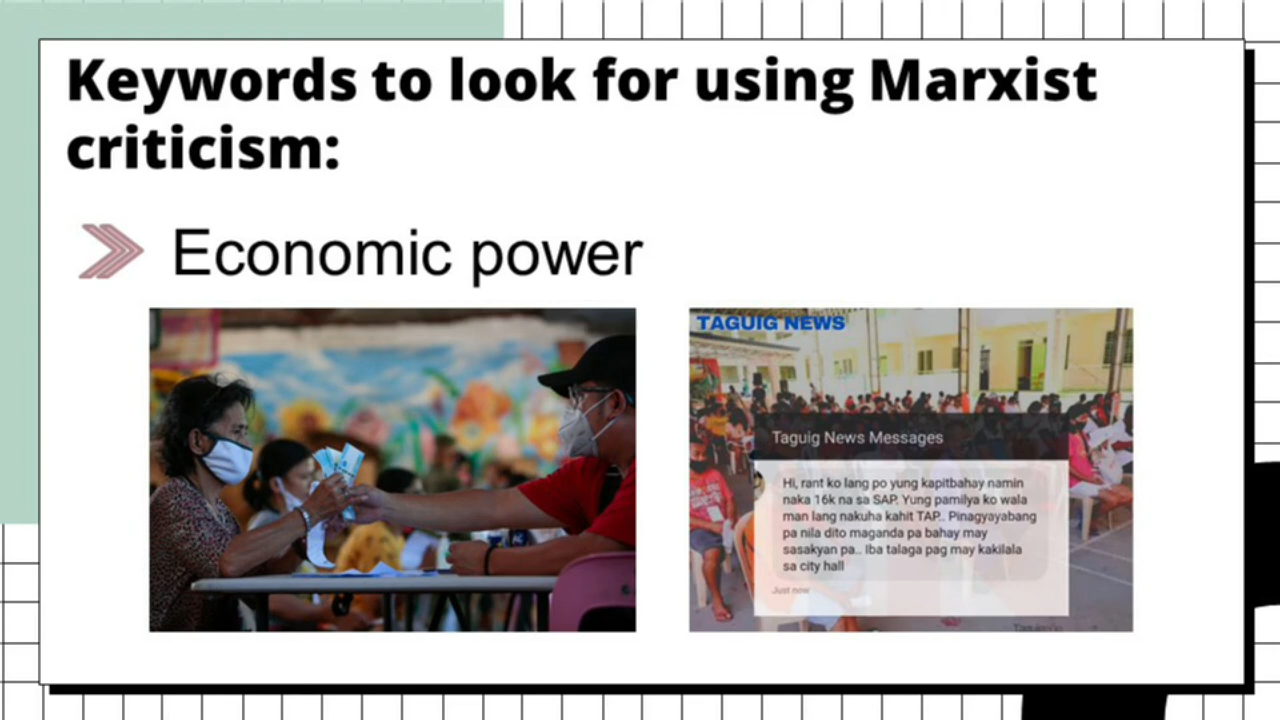 Keywords to look for using Marxist
criticism:
Economic power
TAGUIG NEWS
Taguig News Messages
Hi, rant ko lang po yung kapitbahay namin
naka 16k na sa SAP. Yung pamilya ko wala
man lang nakuha kahit TAP.. Pinagyayabang
pa nila dito maganda pa bahay may
sasakyan pa.. Iba talaga pag may kakilala
sa city hall
Just now